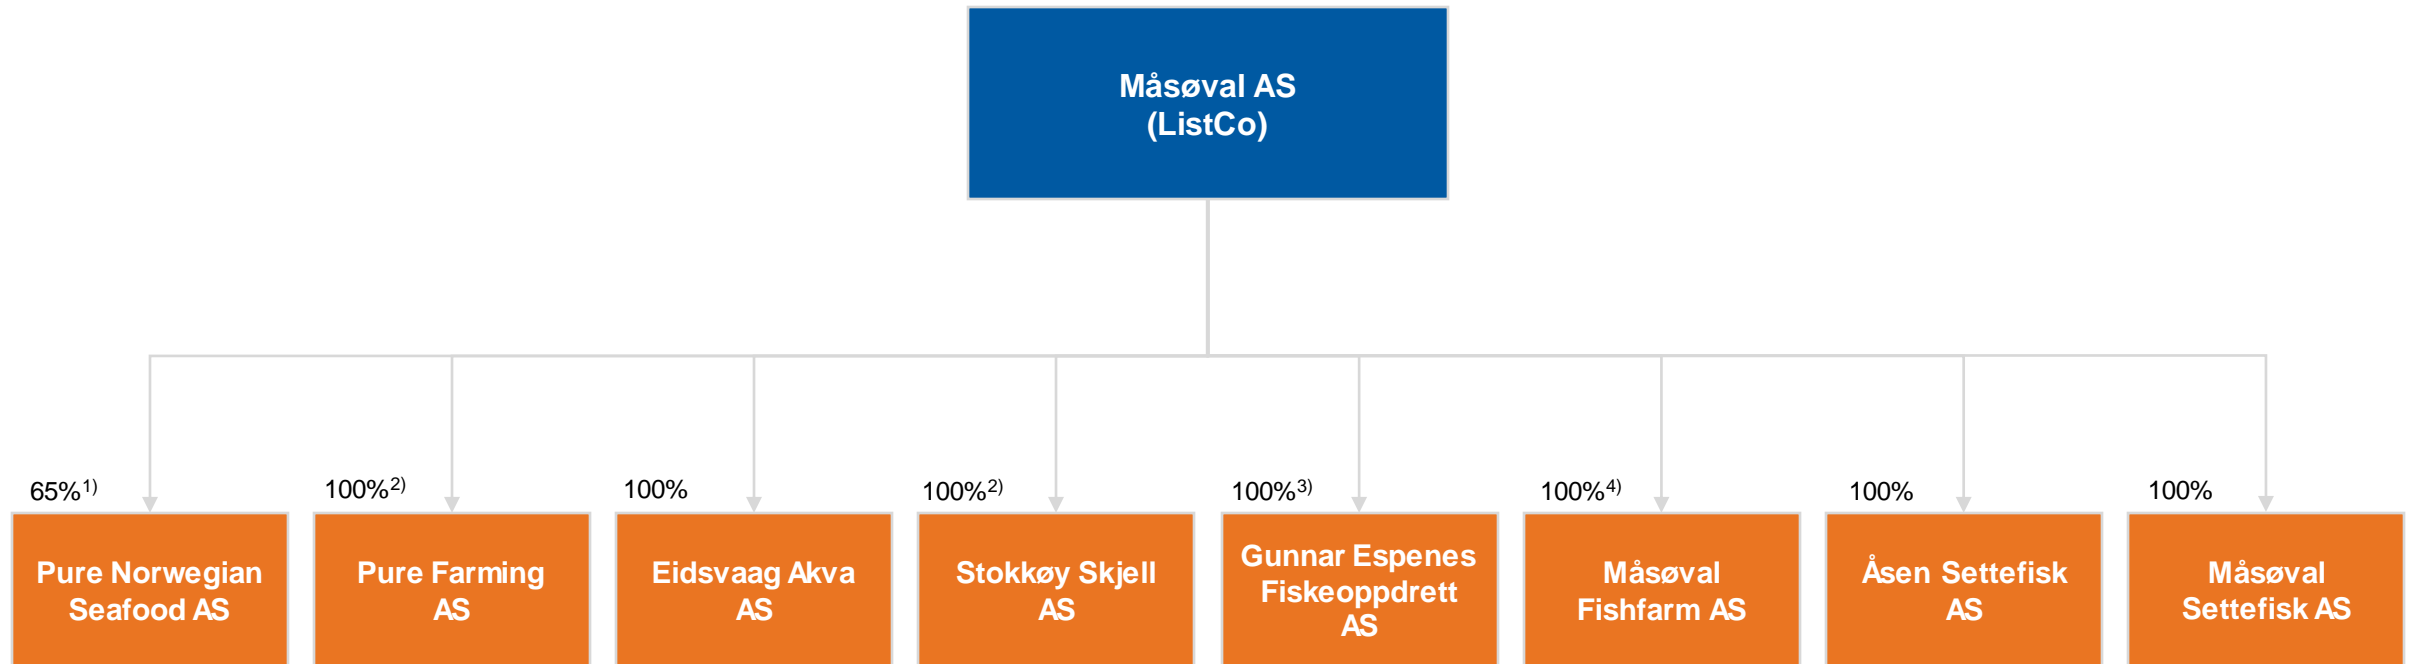 Måsøval AS
(ListCo)
65%1)
100%2)
100%
100%2)
100%3)
100%4)
100%
100%
Pure Norwegian
Seafood AS
Pure Farming
AS
Eidsvaag Akva
AS
Stokkøy Skjell
AS
Gunnar Espenes
Fiskeoppdrett
AS
Måsøval
Fishfarm AS
Åsen Settefisk
AS
Måsøval
Settefisk AS